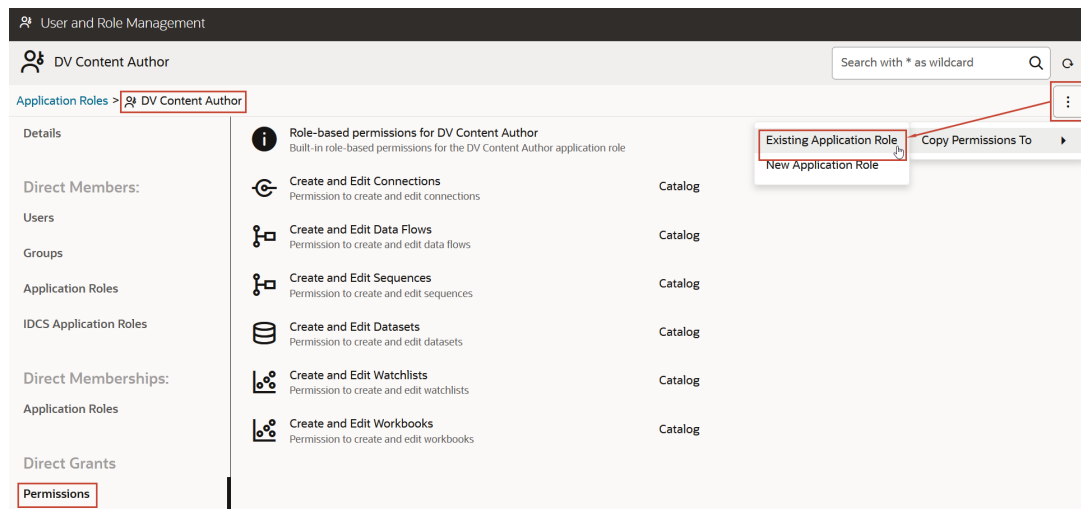 User and Role Management
DV Content Author
Search with * as wildcard
Application Roles > DV Content Author
Details
Role-based permissions for DV Content Author
Built-in role-based permissions for the DV Content Author application role
Existing Application Role
Copy Permissions To
New Application Role
Direct Members:
Create and Edit Connections
Permission to create and edit connections
Catalog
Users
Create and Edit Data Flows
Permission to create and edit data flows
Catalog
Groups
Application Roles
Create and Edit Sequences
Permission to create and edit sequences
Catalog
IDCS Application Roles
Create and Edit Datasets
Permission to create and edit datasets
Catalog
Direct Memberships:
Create and Edit Watchlists
Permission to create and edit watchlists
Catalog
Application Roles
Create and Edit Workbooks
Permission to create and edit workbooks
Catalog
Direct Grants
Permissions